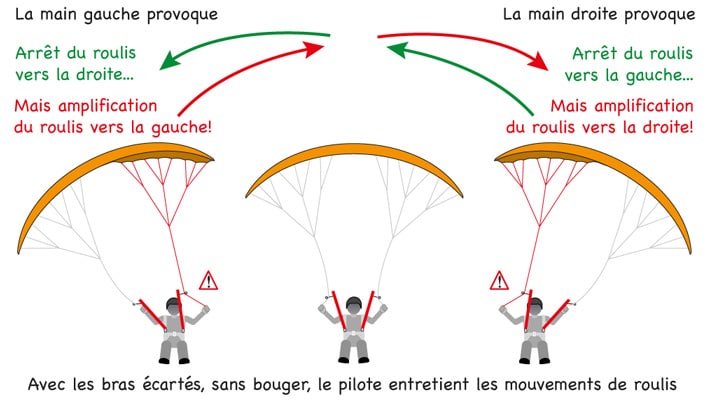 La main gauche provoque
Arrêt du roulis
vers la droite...
Mais amplification
du roulis vers la gauche!
La main droite provoque
Arrêt du roulis
vers la gauche...
Mais amplification
du roulis vers la droite!
!
!
Avec les bras écartés, sans bouger, le pilote entretient les mouvements de roulis